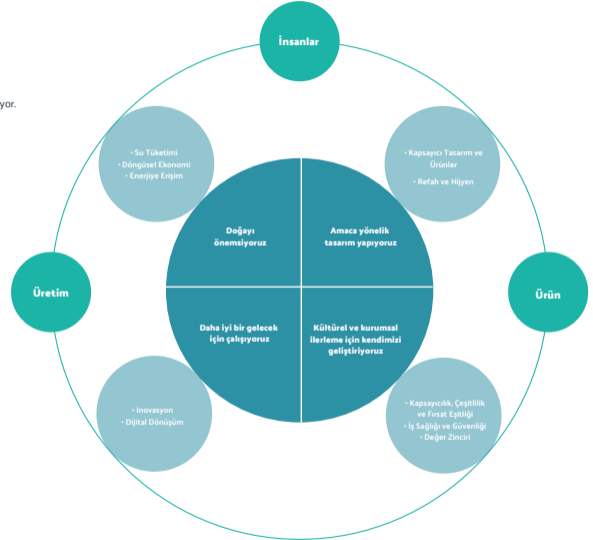 İnsanlar
yor.
• Su Tüketimi
• Döngüsel Ekonomi
• Enerjiye Erişim
• Kapsayıcı Tasarım ve
Ürünler
• Refah ve Hijyen
Doğayı
önemsiyoruz
Amaca yönelik
tasarım yapıyoruz
Üretim
Ürün
Daha iyi bir gelecek
için çalışıyoruz
Kültürel ve kurumsal
ilerleme için kendimizi
geliştiriyoruz
• İnovasyon
• Dijital Dönüşüm
• Kapsayıcılık, Çeşitlilik
ve Fırsat Eşitliği
• İş Sağlığı ve Güvenliği
• Değer Zinciri